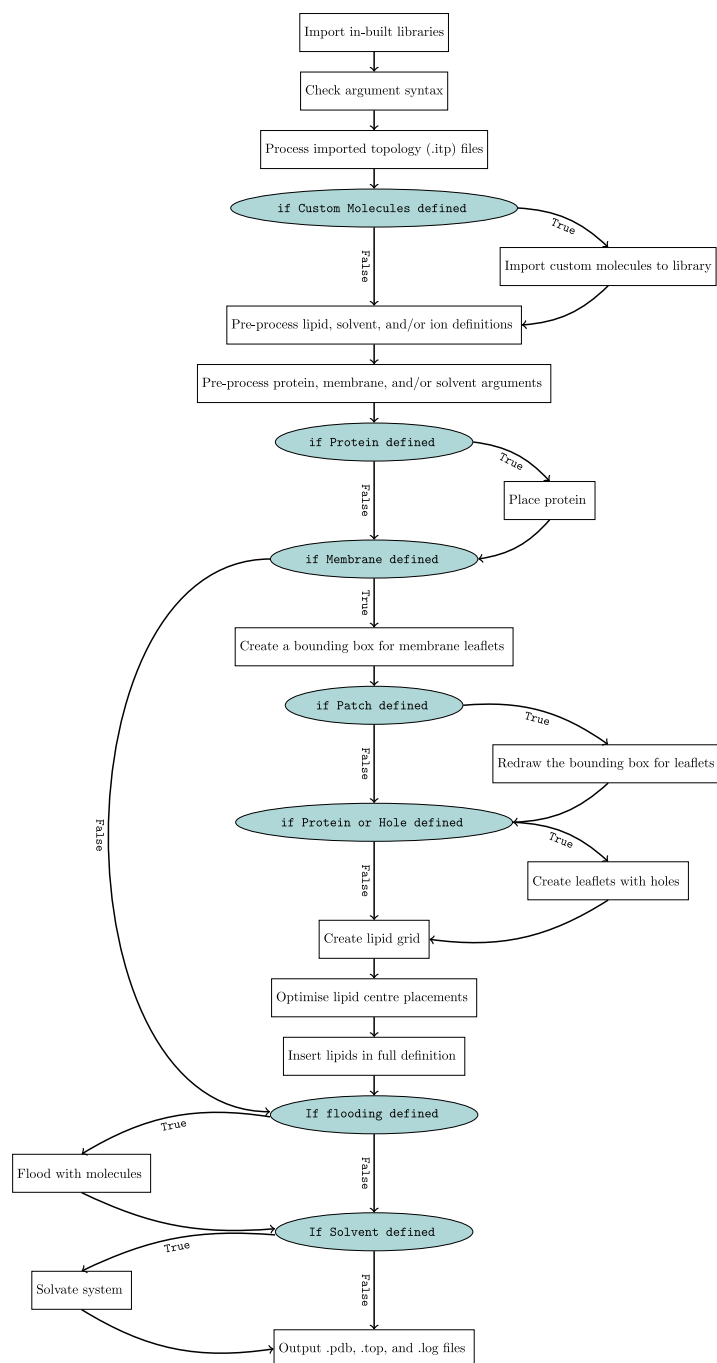 Import in-built libraries
Check argument syntax
Process imported topology (.itp) files
if Custom Molecules defined
True
False
Import custom molecules to library
Pre-process lipid, solvent, and/or ion definitions
Pre-process protein, membrane, and/or solvent arguments
if Protein defined
True
False
Place protein
if Membrane defined
True
False
Create a bounding box for membrane leaflets
if Patch defined
True
False
Redraw the bounding box for leaflets
if Protein or Hole defined
True
False
Create leaflets with holes
Create lipid grid
Optimise lipid centre placements
Insert lipids in full definition
If flooding defined
True
False
Flood with molecules
If Solvent defined
True
False
Solvate system
Output .pdb, .top, and .log files